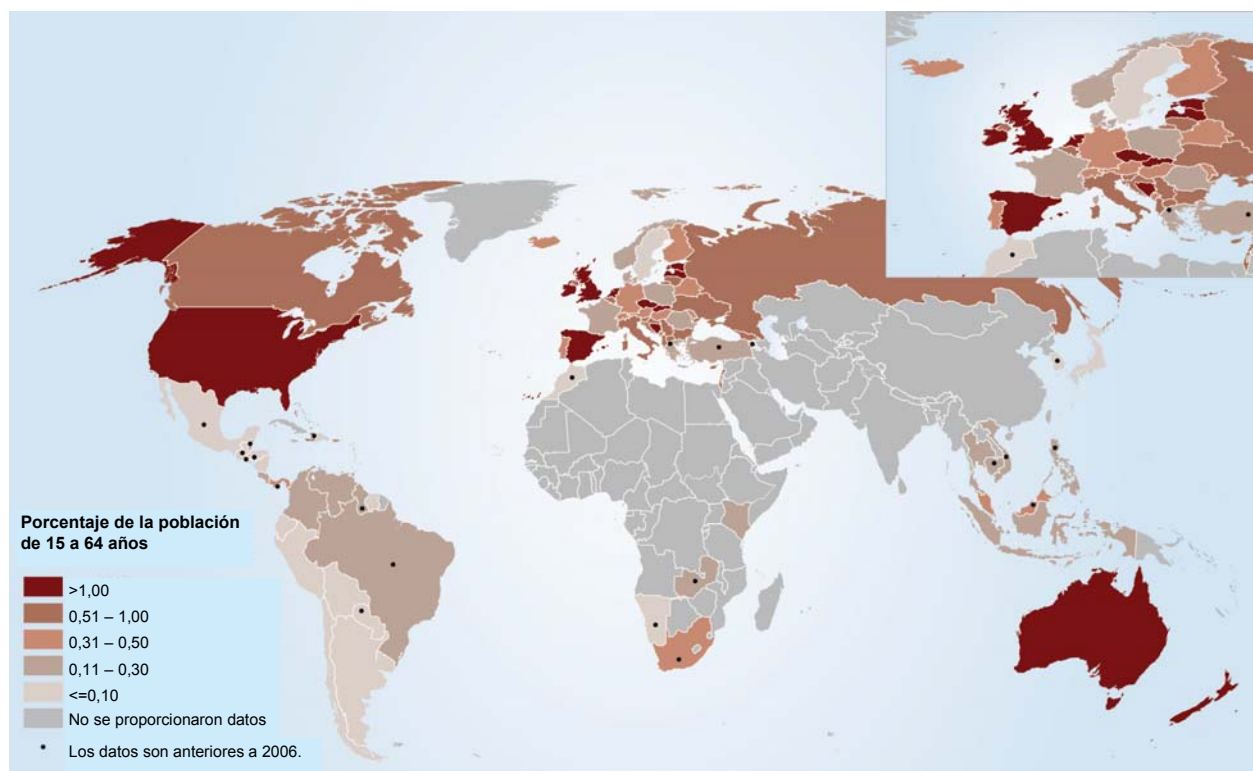 Porcentaje de la población
de 15 a 64 años
>1,00
0,51 – 1,00
0,31 – 0,50
0,11 – 0,30
<=0,10
No se proporcionaron datos
Los datos son anteriores a 2006.